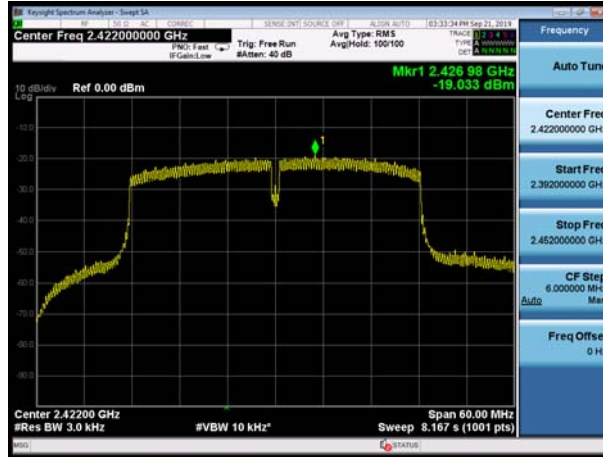 Keysight Spectrum Analyzer - Swept SA
RF 50 Ω AC CORREC SENSE:INT SOURCE OFF ALIGN AUTO 03:33:34 PM Sep 21, 2019
Center Freq 2.422000000 GHz
PNO: Fast Trig: Free Run Avg Type: RMS TRACE 1 2 3 4 5 6
IFGain:Low #Atten: 40 dB Avg|Hold: 100/100 TYPE A WWWWW
DET A N N N N N
Frequency
Mkr1 2.426 98 GHz
-19.033 dBm
10 dB/div Ref 0.00 dBm
Log
Auto Tune
1
-10.0
-20.0
-30.0
-40.0
-50.0
-60.0
-70.0
-80.0
-90.0
Center Freq
2.422000000 GHz
Start Freq
2.392000000 GHz
Stop Freq
2.452000000 GHz
CF Step
6.000000 MHz
Auto Man
Freq Offset
0 Hz
Center 2.42200 GHz Span 60.00 MHz
#Res BW 3.0 kHz #VBW 10 kHz* Sweep 8.167 s (1001 pts)
MSG STATUS